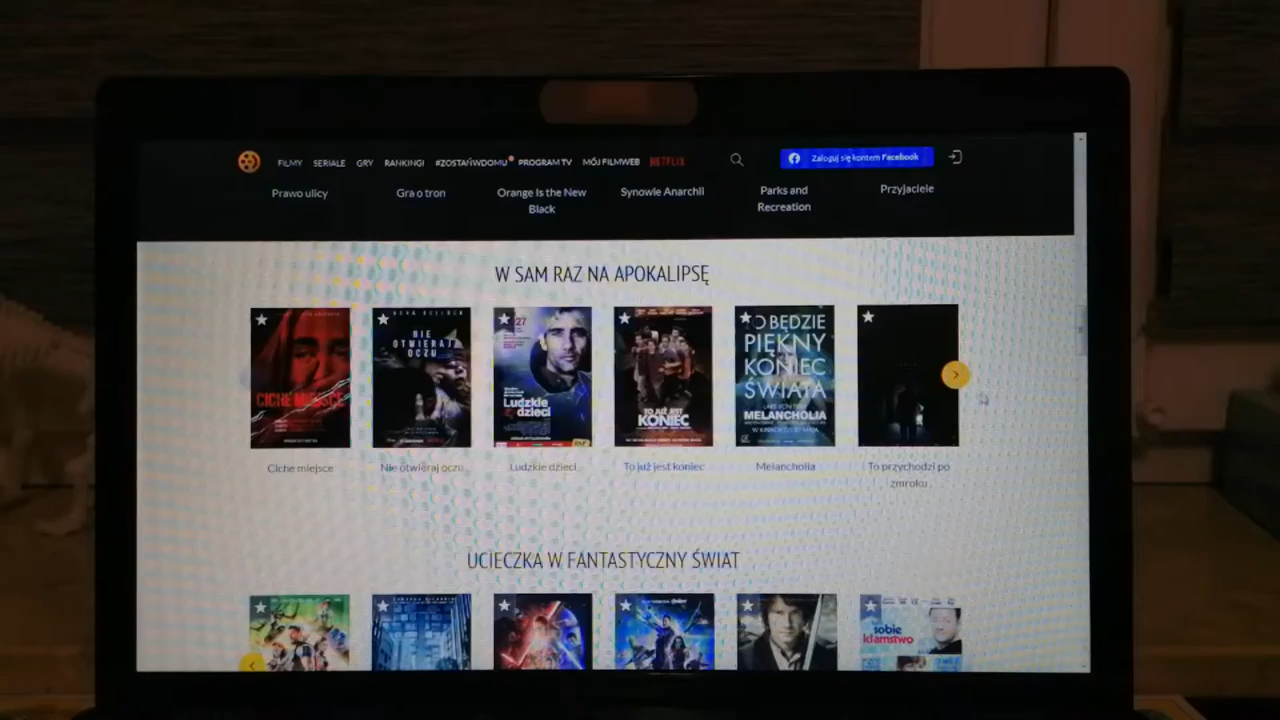 FILMY SERIALE GRY RANKINGI #ZOSTAŃWDOMU PROGRAM TV MÓJ FILMWEB NETFLIX
Zaloguj się kontem Facebook
Prawo ulicy
Gra o tron
Orange Is the New
Black
Synowie Anarchii
Parks and
Recreation
Przyjaciele
W SAM RAZ NA APOKALIPSĘ
CICHE MIEJSCE
NIE
OTWIERAJ
OCZU
Ludzkie
dzieci
TO JUŻ JEST
KONIEC
TO BĘDZIE
PIĘKNY
KONIEC
ŚWIATA
MELANCHOLIA
Ciche miejsce
Nie otwieraj oczu
Ludzkie dzieci
To już jest koniec
Melancholia
To przychodzi po
zmroku
UCIECZKA W FANTASTYCZNY ŚWIAT
sobie
kłamstwo